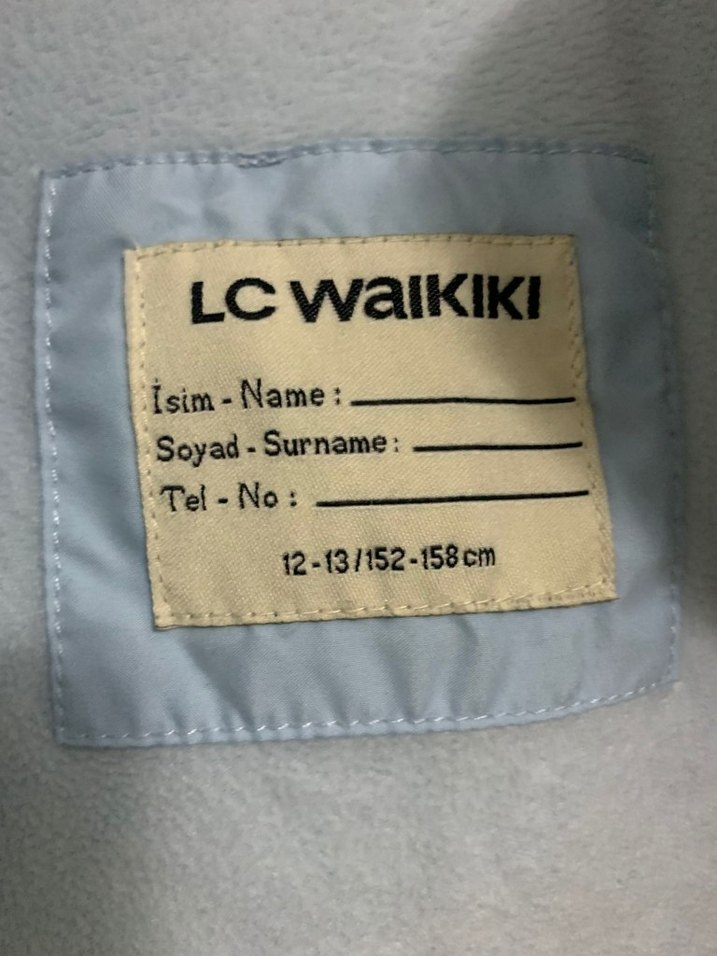 LC WAIKIKI
İsim - Name :
Soyad - Surname :
Tel - No :
12-13/152-158cm